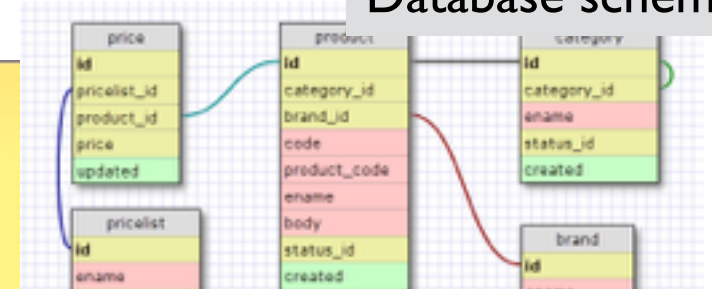 Database schem
price
id
pricelist_id
product_id
price
updated
pricelist
id
ename
product
id
category_id
brand_id
code
product_code
ename
body
status_id
created
category
id
category_id
ename
status_id
created
brand
id